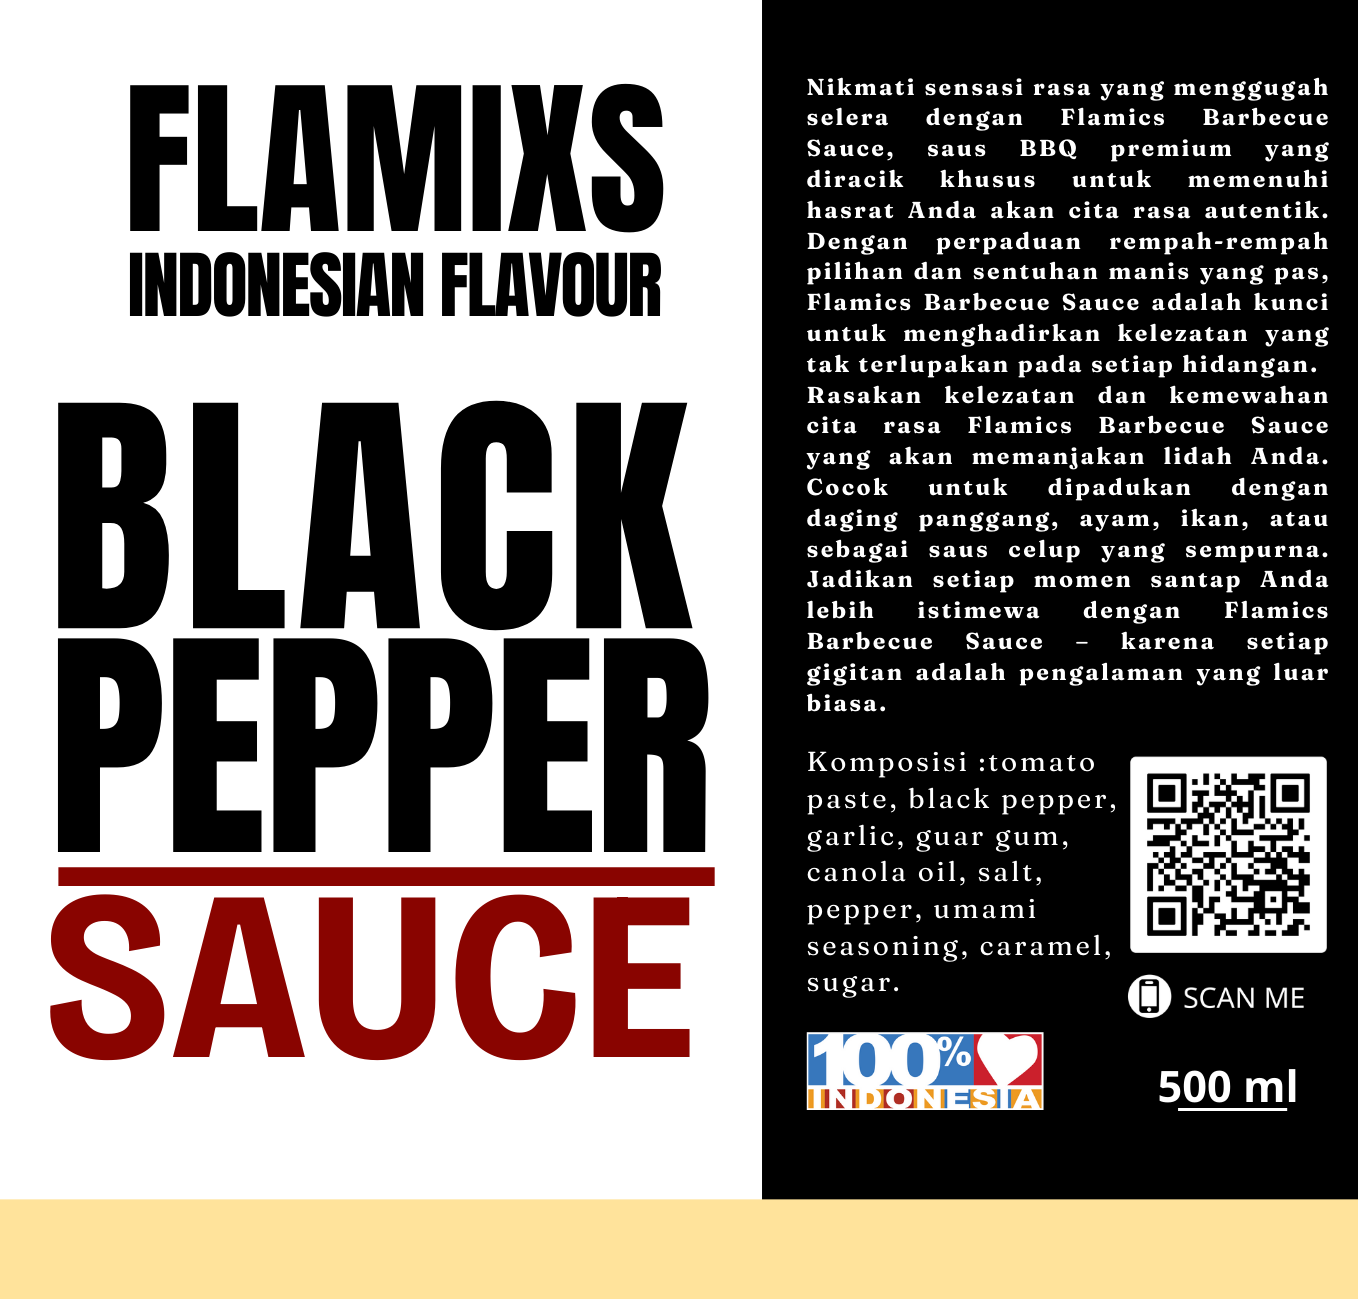 FLAMIXS
INDONESIAN FLAVOUR
BLACK
PEPPER
SAUCE
Nikmati sensasi rasa yang menggugah
selera dengan Flamics Barbecue
Sauce, saus BBQ premium yang
diracik khusus untuk memenuhi
hasrat Anda akan cita rasa autentik.
Dengan perpaduan rempah-rempah
pilihan dan sentuhan manis yang pas,
Flamics Barbecue Sauce adalah kunci
untuk menghadirkan kelezatan yang
tak terlupakan pada setiap hidangan.
Rasakan kelezatan dan kemewahan
cita rasa Flamics Barbecue Sauce
yang akan memanjakan lidah Anda.
Cocok untuk dipadukan dengan
daging panggang, ayam, ikan, atau
sebagai saus celup yang sempurna.
Jadikan setiap momen santap Anda
lebih istimewa dengan Flamics
Barbecue Sauce – karena setiap
gigitan adalah pengalaman yang luar
biasa.
Komposisi :tomato
paste, black pepper,
garlic, guar gum,
canola oil, salt,
pepper, umami
seasoning, caramel,
sugar.
SCAN ME
100%
INDONESIA
500 ml